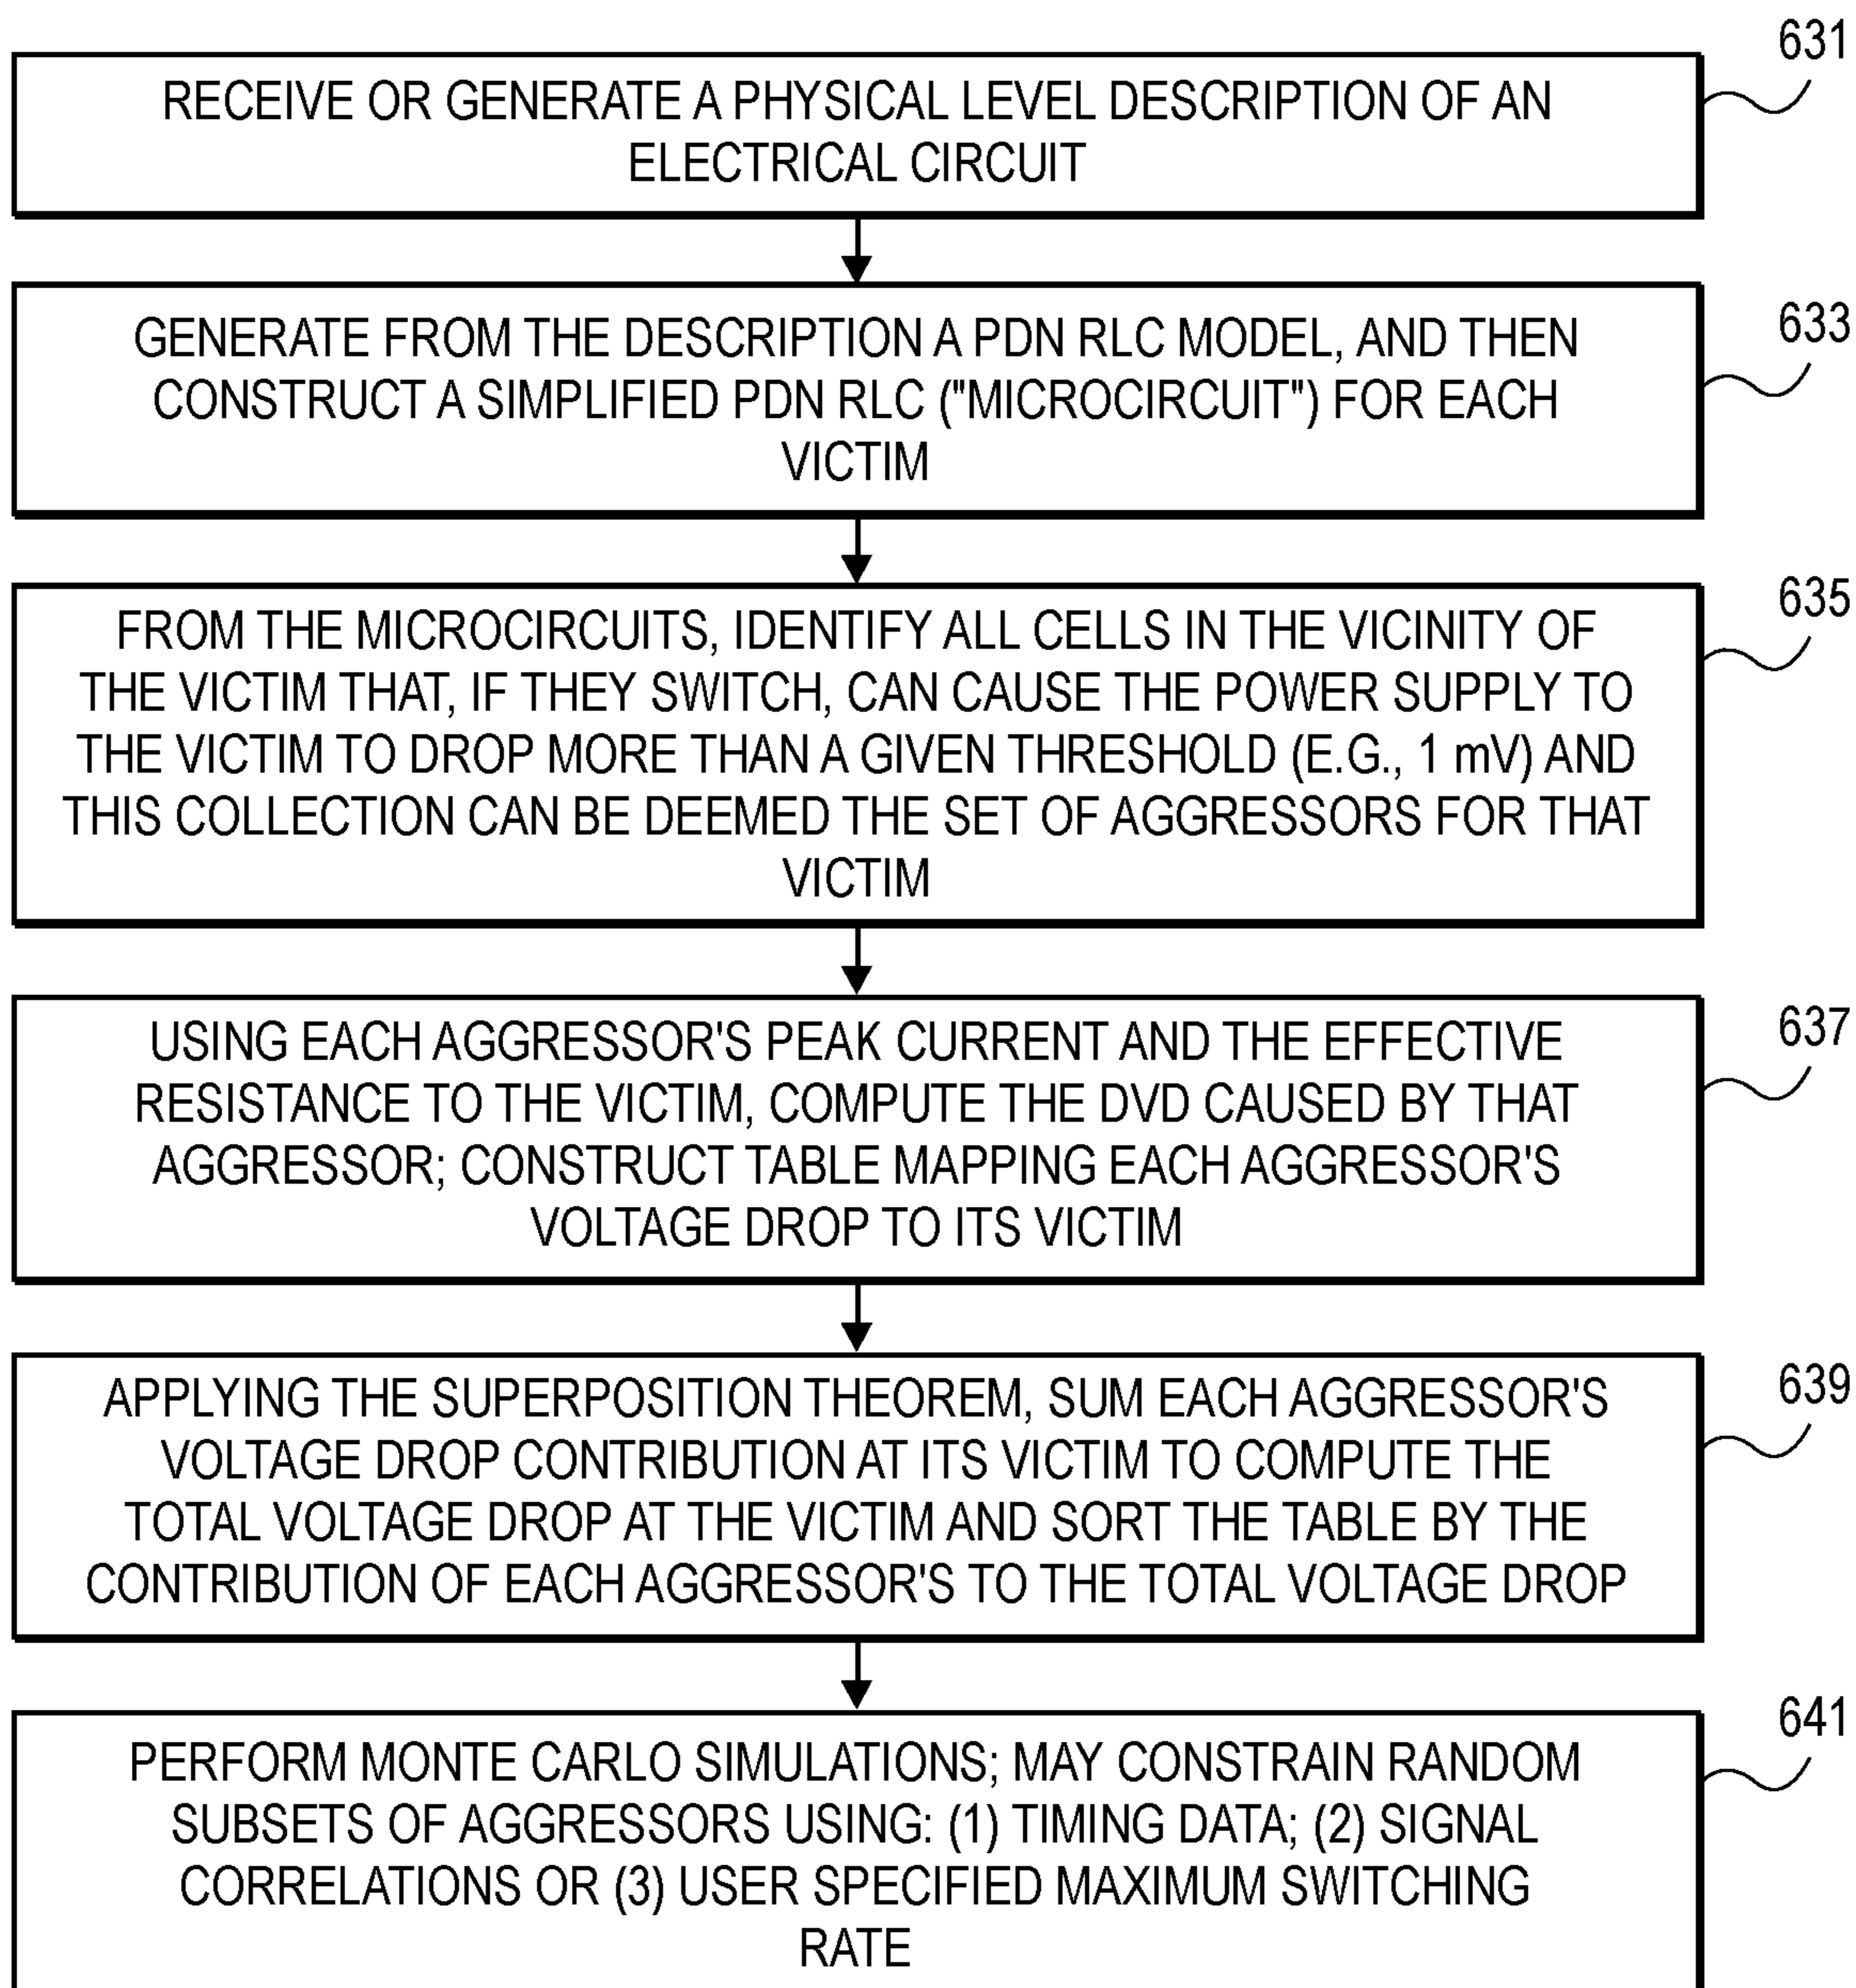 631
RECEIVE OR GENERATE A PHYSICAL LEVEL DESCRIPTION OF AN
ELECTRICAL CIRCUIT
633
GENERATE FROM THE DESCRIPTION A PDN RLC MODEL, AND THEN
CONSTRUCT A SIMPLIFIED PDN RLC ("MICROCIRCUIT") FOR EACH
VICTIM
635
FROM THE MICROCIRCUITS, IDENTIFY ALL CELLS IN THE VICINITY OF
THE VICTIM THAT, IF THEY SWITCH, CAN CAUSE THE POWER SUPPLY TO
THE VICTIM TO DROP MORE THAN A GIVEN THRESHOLD (E.G., 1 mV) AND
THIS COLLECTION CAN BE DEEMED THE SET OF AGGRESSORS FOR THAT
VICTIM
637
USING EACH AGGRESSOR'S PEAK CURRENT AND THE EFFECTIVE
RESISTANCE TO THE VICTIM, COMPUTE THE DVD CAUSED BY THAT
AGGRESSOR; CONSTRUCT TABLE MAPPING EACH AGGRESSOR'S
VOLTAGE DROP TO ITS VICTIM
639
APPLYING THE SUPERPOSITION THEOREM, SUM EACH AGGRESSOR'S
VOLTAGE DROP CONTRIBUTION AT ITS VICTIM TO COMPUTE THE
TOTAL VOLTAGE DROP AT THE VICTIM AND SORT THE TABLE BY THE
CONTRIBUTION OF EACH AGGRESSOR'S TO THE TOTAL VOLTAGE DROP
641
PERFORM MONTE CARLO SIMULATIONS; MAY CONSTRAIN RANDOM
SUBSETS OF AGGRESSORS USING: (1) TIMING DATA; (2) SIGNAL
CORRELATIONS OR (3) USER SPECIFIED MAXIMUM SWITCHING
RATE